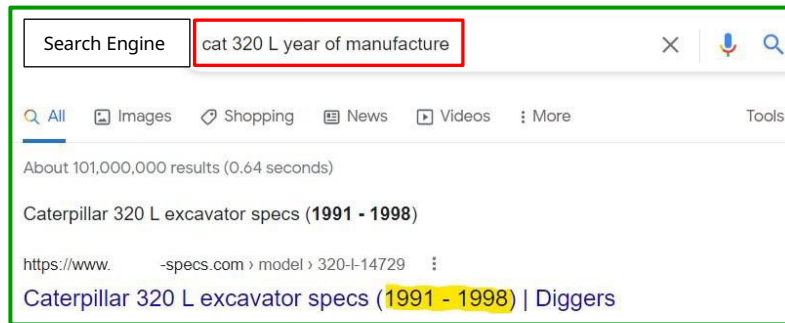 Search Engine cat 320 L year of manufacture
All Images Shopping News Videos More Tools
About 101,000,000 results (0.64 seconds)
Caterpillar 320 L excavator specs (1991 - 1998)
https://www. -specs.com › model › 320-l-14729
Caterpillar 320 L excavator specs (1991 - 1998) | Diggers